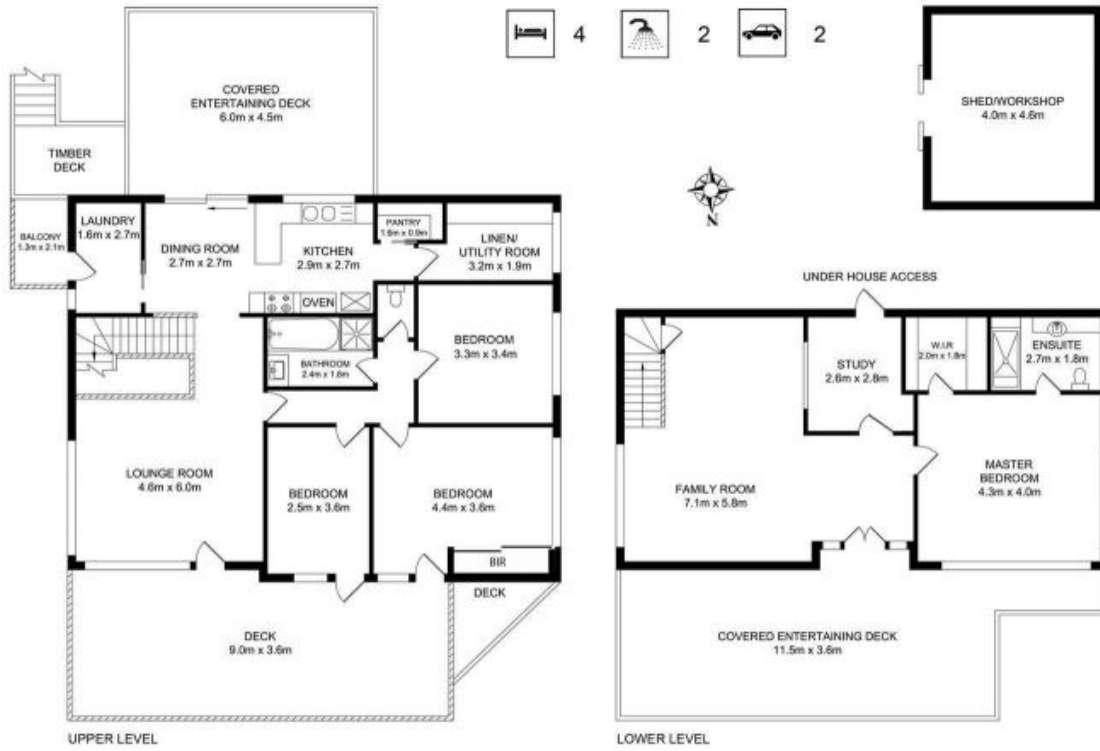 4
2
2
COVERED
ENTERTAINING DECK
6.0m x 4.5m
SHED/WORKSHOP
4.0m x 4.6m
TIMBER
DECK
N
LAUNDRY
1.6m x 2.7m
BALCONY
1.3m x 2.1m
DINING ROOM
2.7m x 2.7m
KITCHEN
2.9m x 2.7m
PANTRY
1.6m x 0.9m
LINEN/
UTILITY ROOM
3.2m x 1.9m
OVEN
BATHROOM
2.4m x 1.8m
BEDROOM
3.3m x 3.4m
LOUNGE ROOM
4.6m x 6.0m
BEDROOM
2.5m x 3.6m
BEDROOM
4.4m x 3.6m
BIR
DECK
DECK
9.0m x 3.6m
UPPER LEVEL
UNDER HOUSE ACCESS
STUDY
2.6m x 2.8m
W.I.R
2.0m x 1.8m
ENSUITE
2.7m x 1.8m
FAMILY ROOM
7.1m x 5.8m
MASTER
BEDROOM
4.3m x 4.0m
COVERED ENTERTAINING DECK
11.5m x 3.6m
LOWER LEVEL